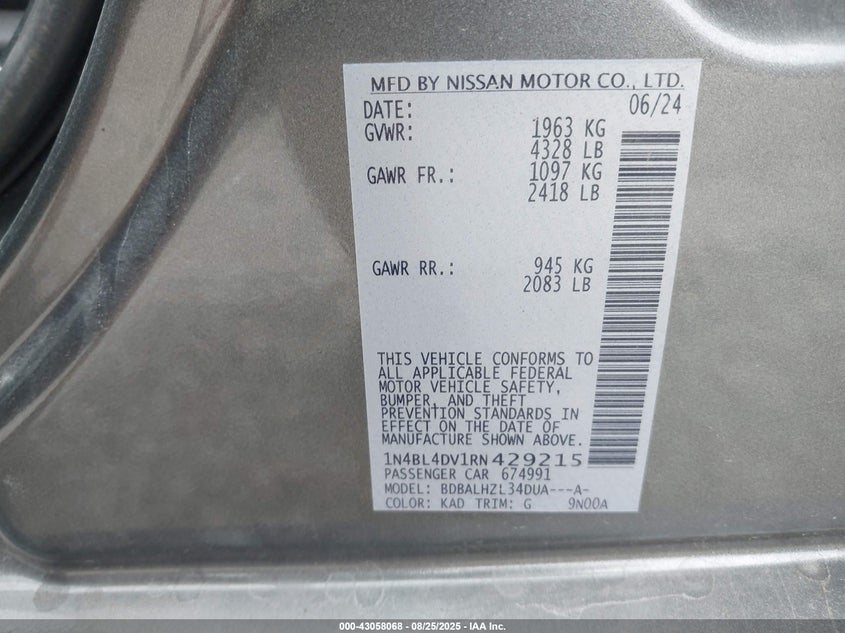 MFD BY NISSAN MOTOR CO., LTD.
DATE: 06/24
GVWR: 1963 KG
4328 LB
GAWR FR.: 1097 KG
2418 LB
GAWR RR.: 945 KG
2083 LB
THIS VEHICLE CONFORMS TO
ALL APPLICABLE FEDERAL
MOTOR VEHICLE SAFETY,
BUMPER, AND THEFT
PREVENTION STANDARDS IN
EFFECT ON THE DATE OF
MANUFACTURE SHOWN ABOVE.
1N4BL4DV1RN429215
PASSENGER CAR 674991
MODEL: BDBALHZL34DUA---A-
COLOR: KAD TRIM: G 9N00A
000-43058068 - 08/25/2025 - IAA Inc.